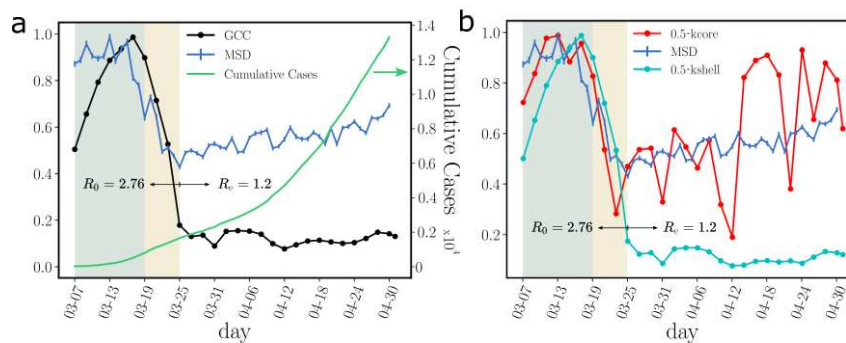 a
GCC
MSD
Cumulative Cases
1.0
0.8
0.6
0.4
0.2
0.0
1.4
1.2
1.0
0.8
0.6
0.4
0.2
0
Cumulative Cases
×10⁴
R₀ = 2.76
Rₑ = 1.2
03-07
03-13
03-19
03-25
03-31
04-06
04-12
04-18
04-24
04-30
day
b
0.5-kcore
MSD
0.5-kshell
1.0
0.8
0.6
0.4
0.2
R₀ = 2.76
Rₑ = 1.2
03-07
03-13
03-19
03-25
03-31
04-06
04-12
04-18
04-24
04-30
day